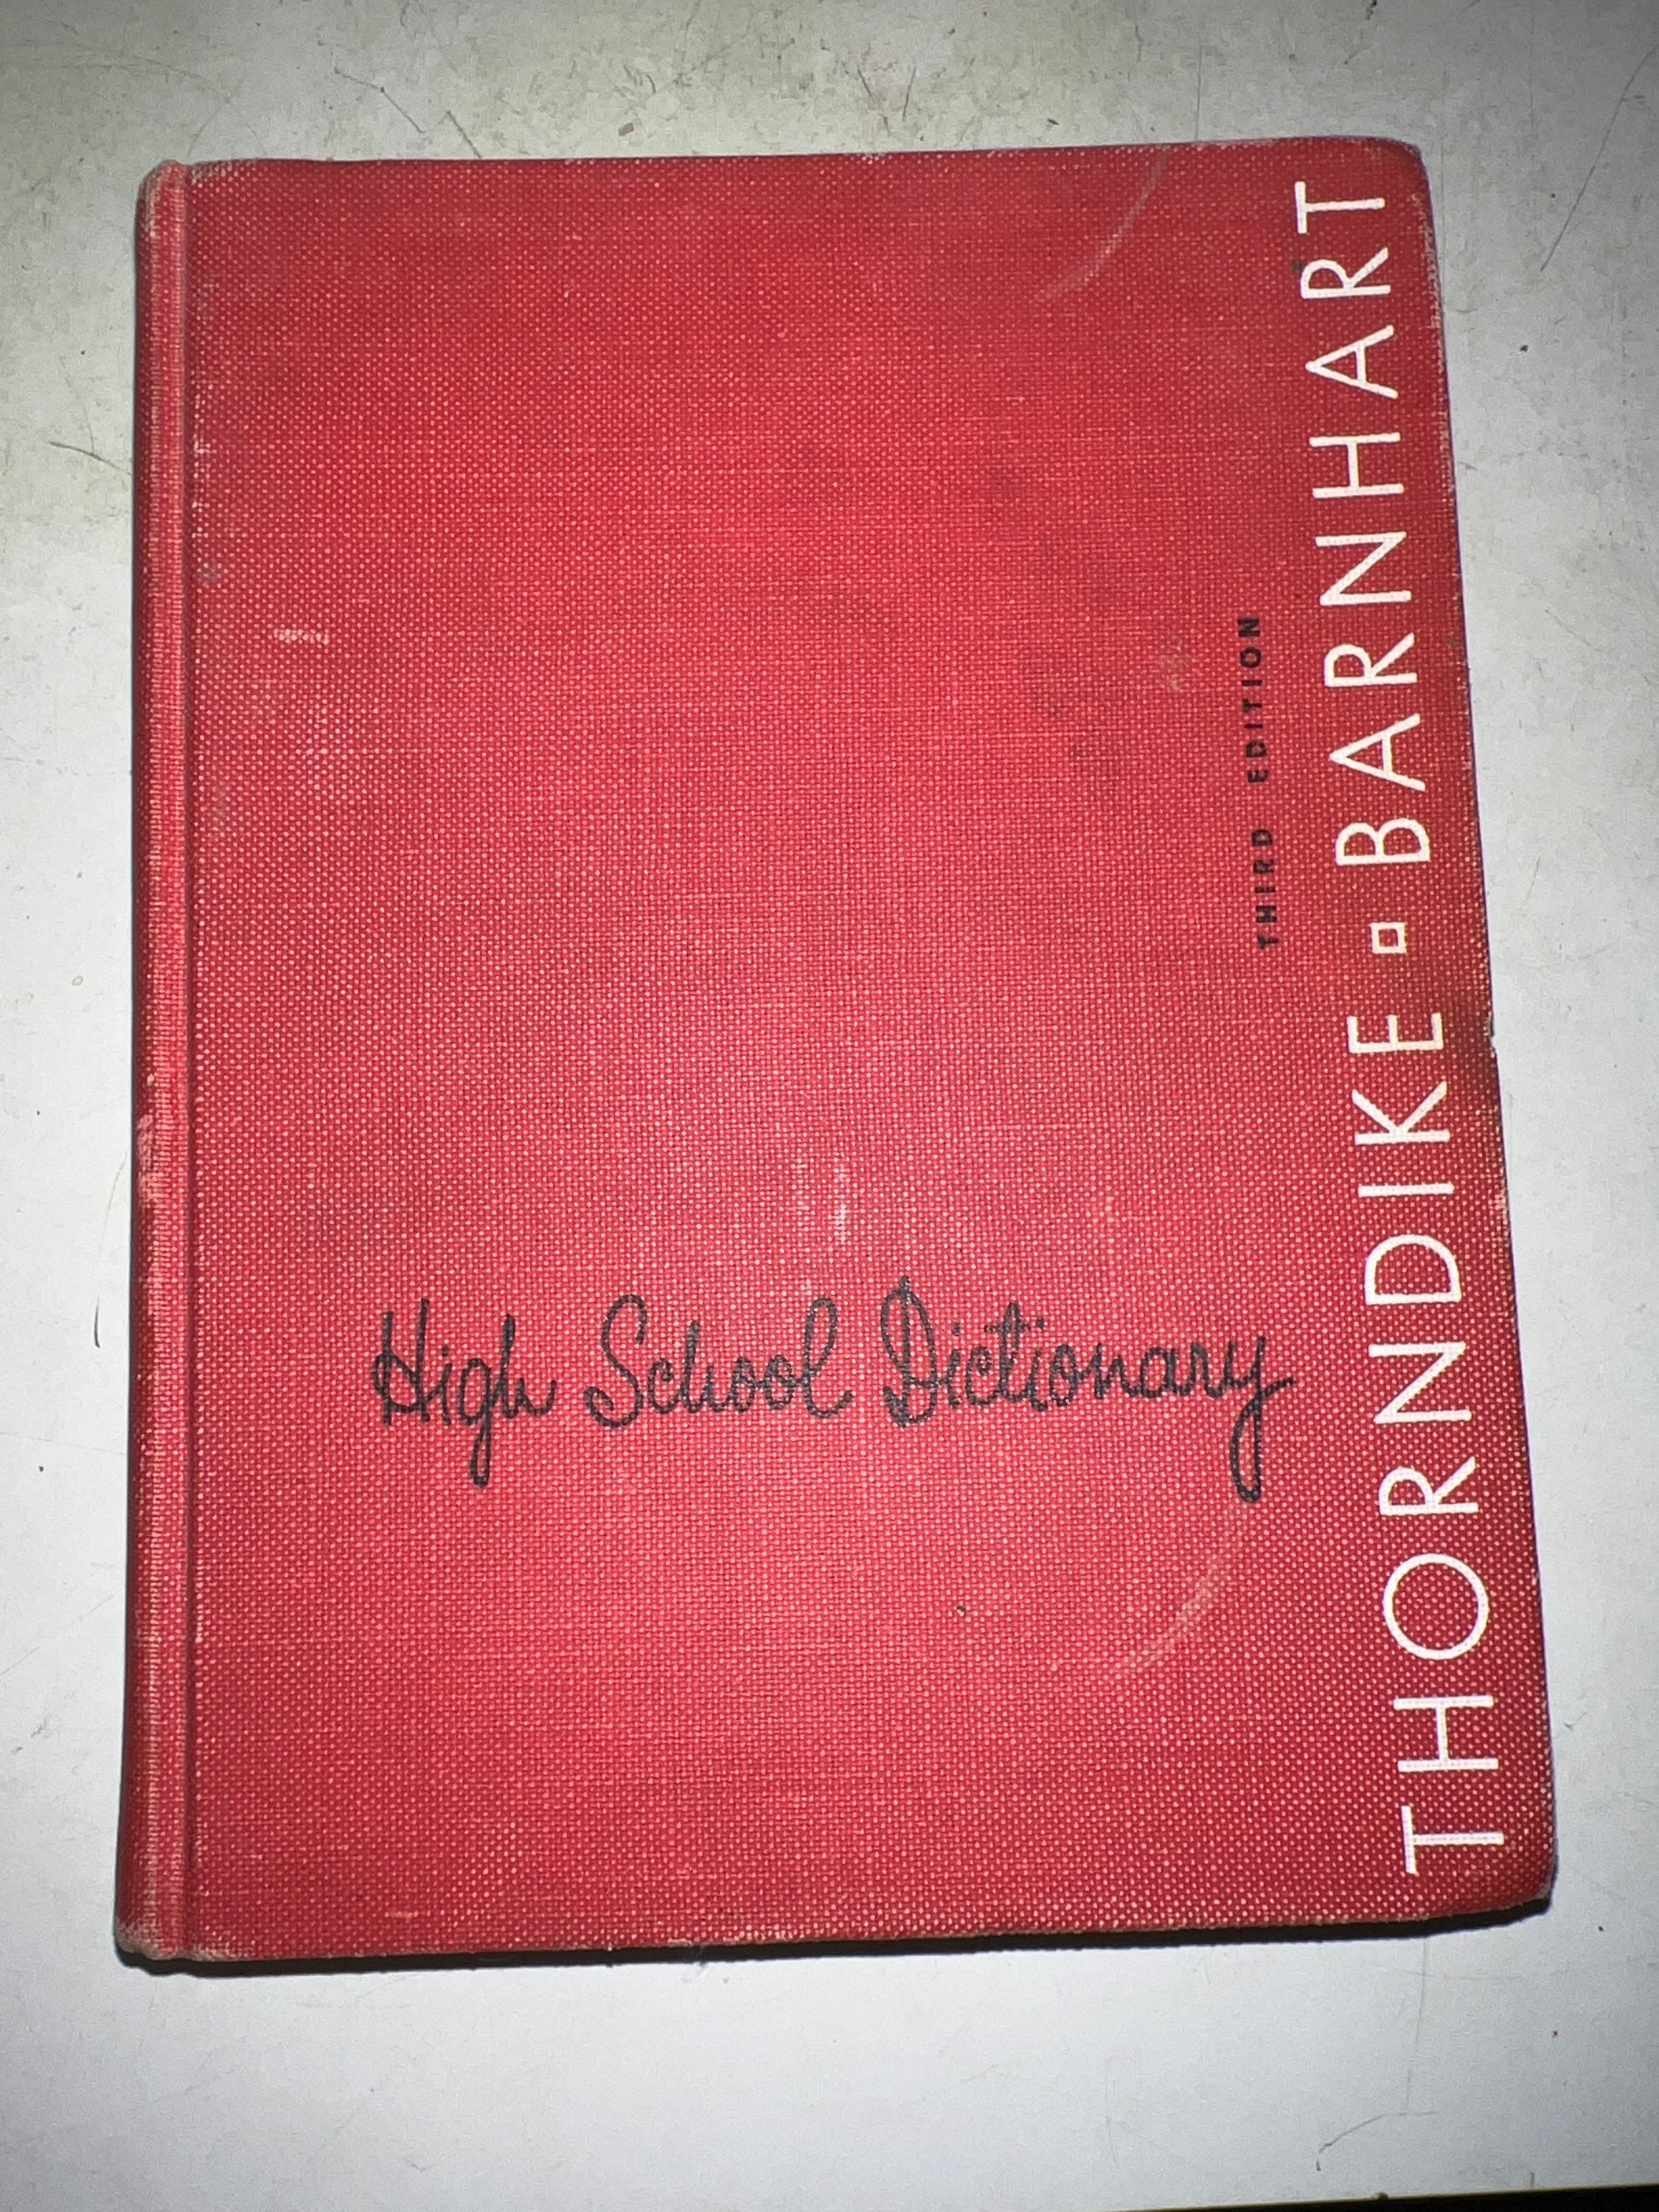 THORNDIKE ▫ BARNHART
THIRD EDITION
High School Dictionary